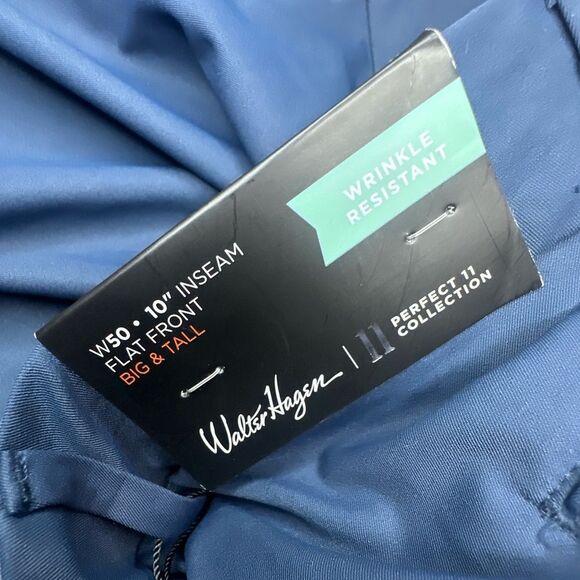 WRINKLE
RESISTANT
W50 • 10" INSEAM
FLAT FRONT
BIG & TALL
Walter Hagen | 11 PERFECT 11
COLLECTION